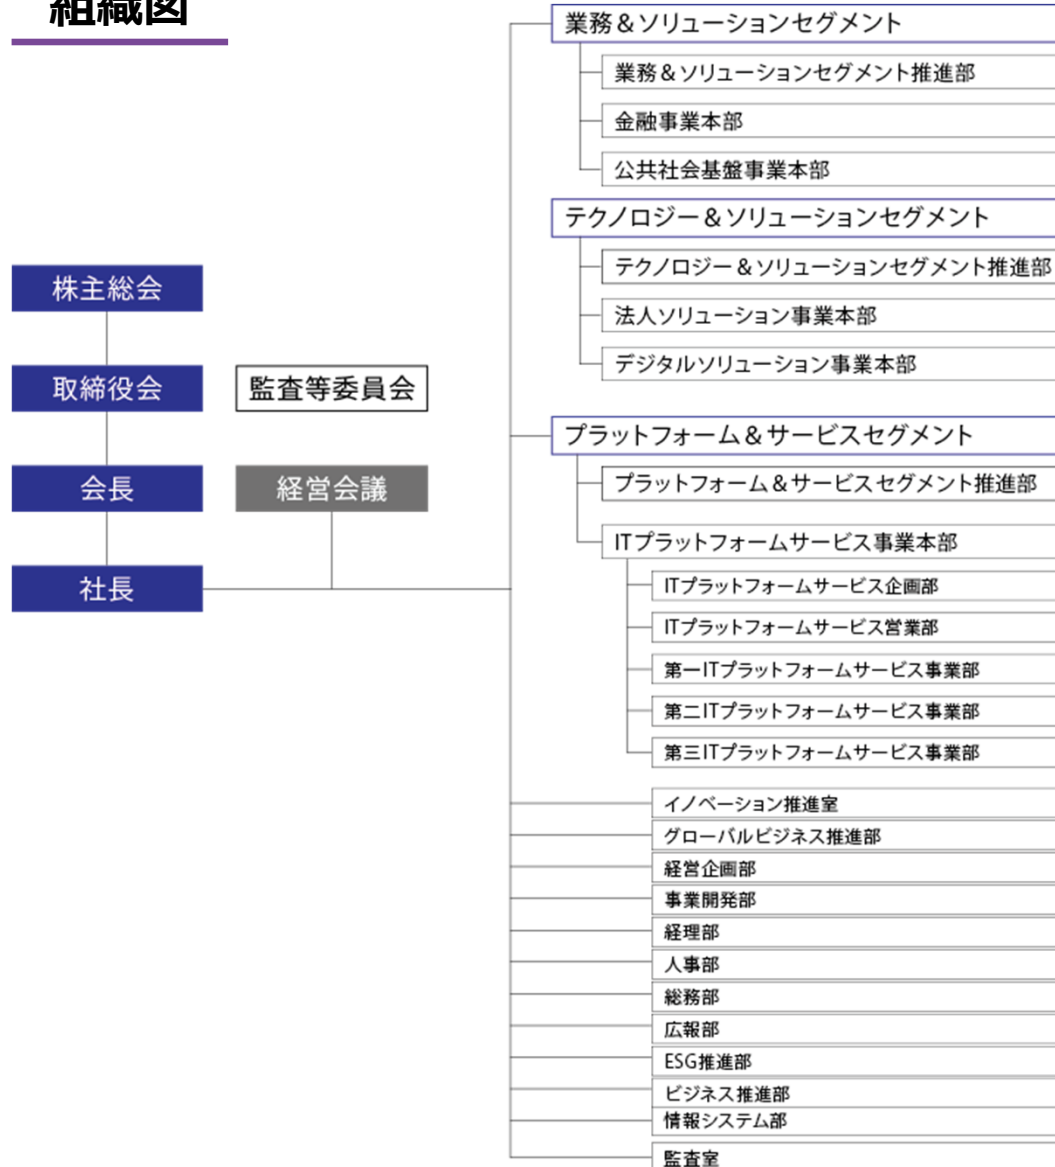 組織図
株主総会
取締役会
監査等委員会
会長
経営会議
社長
業務&ソリューションセグメント
業務&ソリューションセグメント推進部
金融事業本部
公共社会基盤事業本部
テクノロジー&ソリューションセグメント
テクノロジー&ソリューションセグメント推進部
法人ソリューション事業本部
デジタルソリューション事業本部
プラットフォーム&サービスセグメント
プラットフォーム&サービスセグメント推進部
ITプラットフォームサービス事業本部
ITプラットフォームサービス企画部
ITプラットフォームサービス営業部
第一ITプラットフォームサービス事業部
第二ITプラットフォームサービス事業部
第三ITプラットフォームサービス事業部
イノベーション推進室
グローバルビジネス推進部
経営企画部
事業開発部
経理部
人事部
総務部
広報部
ESG推進部
ビジネス推進部
情報システム部
監査室